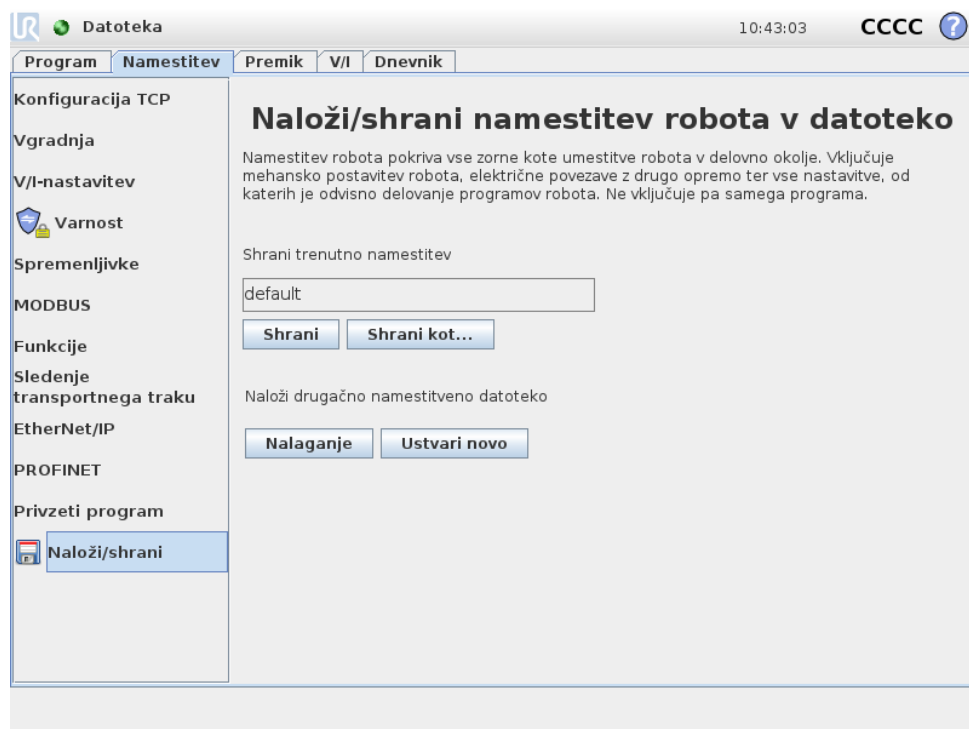 UR Datoteka 10:43:03 CCCC ?
Program Namestitev Premik V/I Dnevnik
Konfiguracija TCP
Vgradnja
V/I-nastavitev
Varnost
Spremenljivke
MODBUS
Funkcije
Sledenje
transportnega traku
EtherNet/IP
PROFINET
Privzeti program
Naloži/shrani
Naloži/shrani namestitev robota v datoteko
Namestitev robota pokriva vse zorne kote umestitve robota v delovno okolje. Vključuje
mehansko postavitev robota, električne povezave z drugo opremo ter vse nastavitve, od
katerih je odvisno delovanje programov robota. Ne vključuje pa samega programa.
Shrani trenutno namestitev
default
Shrani Shrani kot...
Naloži drugačno namestitveno datoteko
Nalaganje Ustvari novo